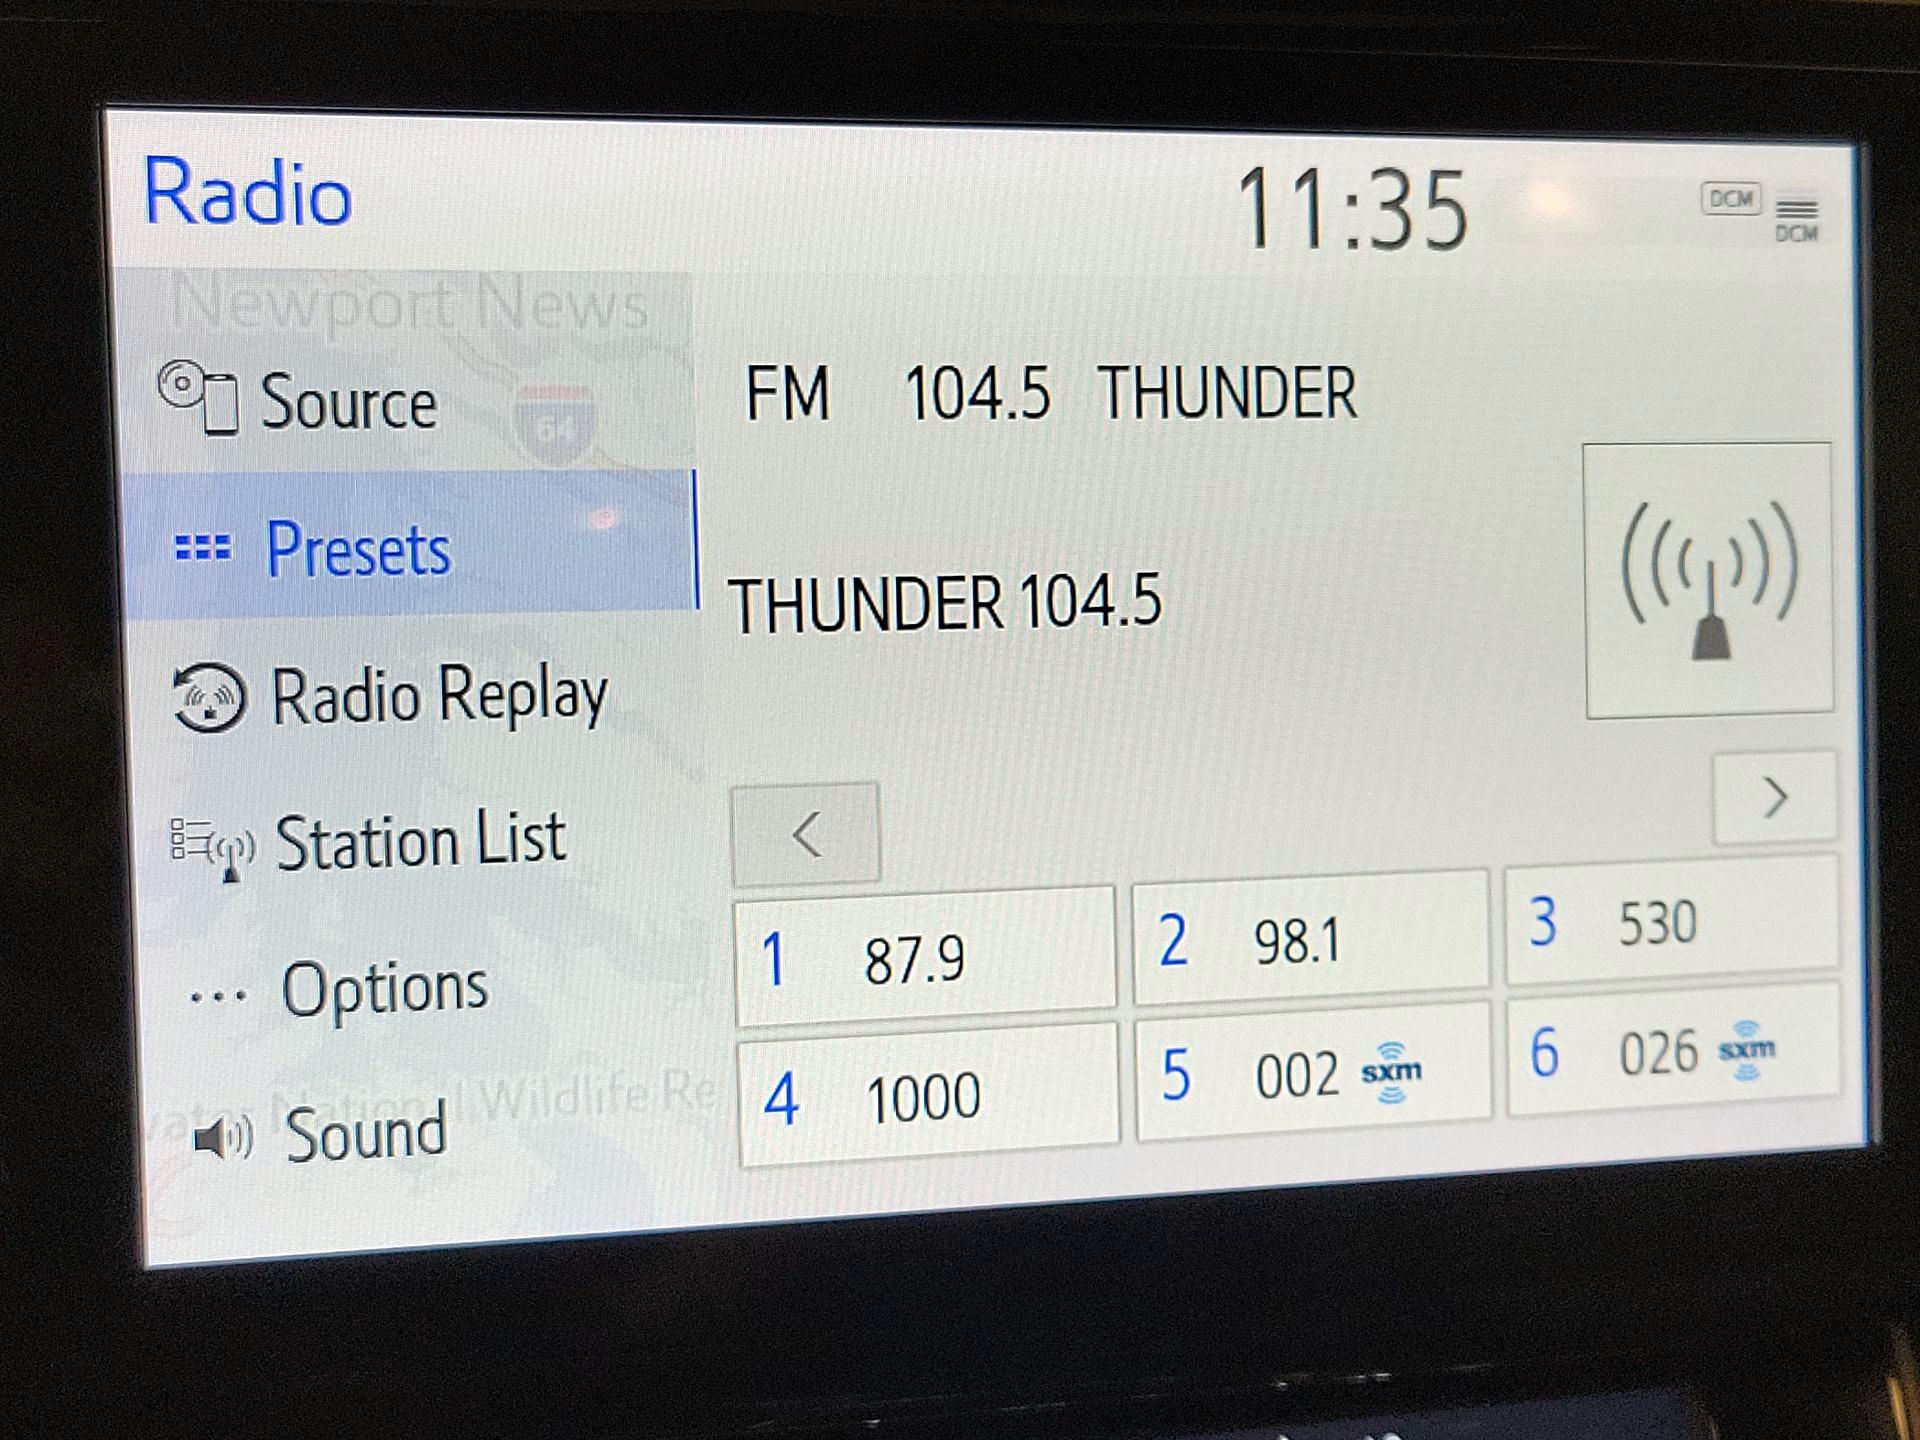 Radio
11:35
DCM
DCM
Newport News
Source
64
Presets
Radio Replay
Station List
Options
National Wildlife Re
Sound
FM 104.5 THUNDER
THUNDER 104.5
<
>
1 87.9
2 98.1
3 530
4 1000
5 002 sxm
6 026 sxm